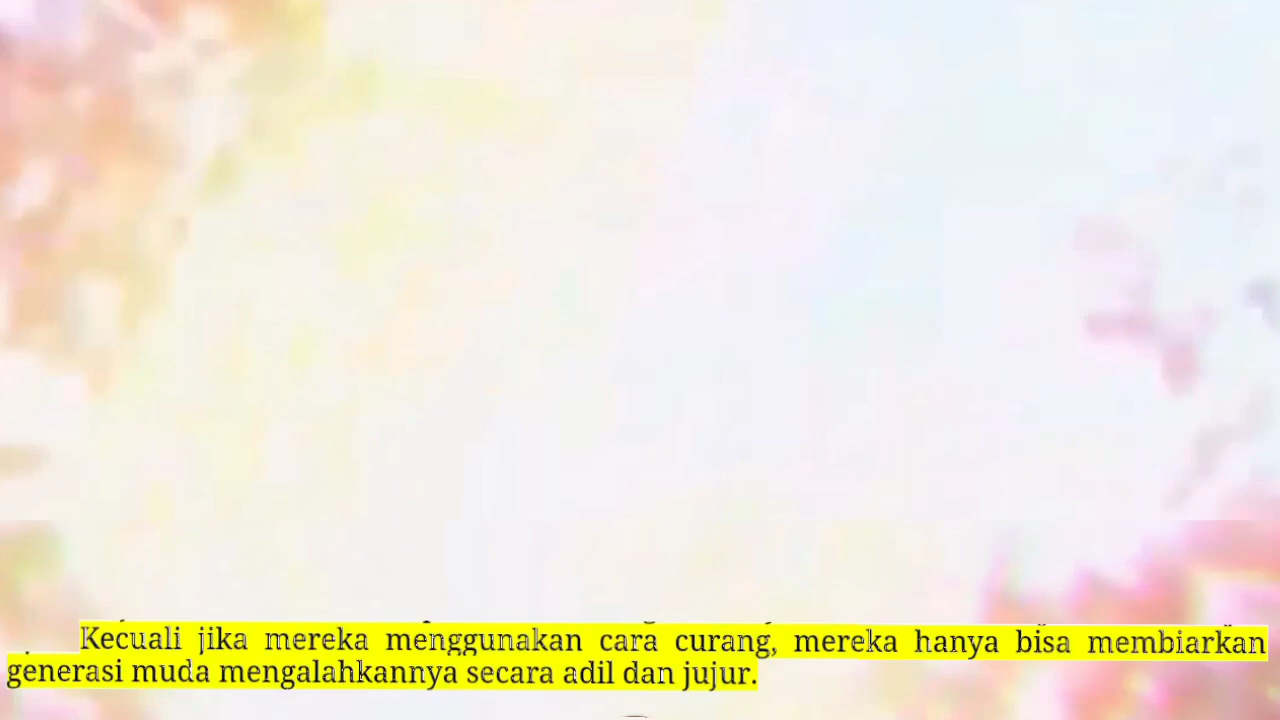 Kecuali jika mereka menggunakan cara curang, mereka hanya bisa membiarkan
generasi muda mengalahkannya secara adil dan jujur.